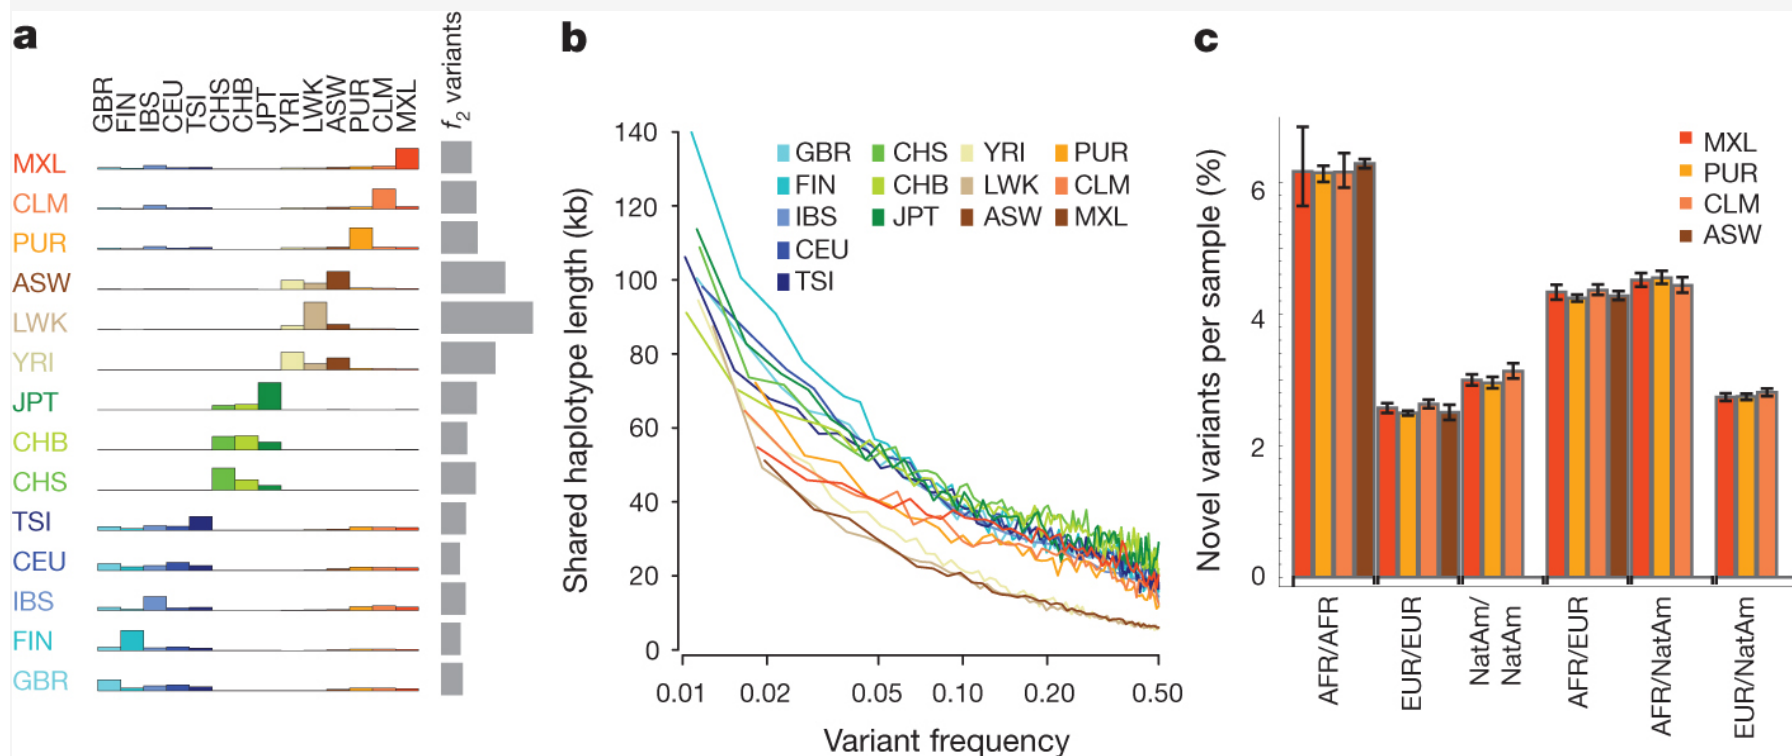 a
GBR
FIN
IBS
CEU
TSI
CHS
CHB
JPT
YRI
LWK
ASW
PUR
CLM
MXL
f2 variants
MXL
CLM
PUR
ASW
LWK
YRI
JPT
CHB
CHS
TSI
CEU
IBS
FIN
GBR
b
Shared haplotype length (kb)
140
120
100
80
60
40
20
0
GBR CHS YRI PUR
FIN CHB LWK CLM
IBS JPT ASW MXL
CEU
TSI
0.01 0.02 0.05 0.10 0.20 0.50
Variant frequency
c
Novel variants per sample (%)
6
4
2
0
MXL
PUR
CLM
ASW
AFR/AFR
EUR/EUR
NatAm/
NatAm
AFR/EUR
AFR/NatAm
EUR/NatAm